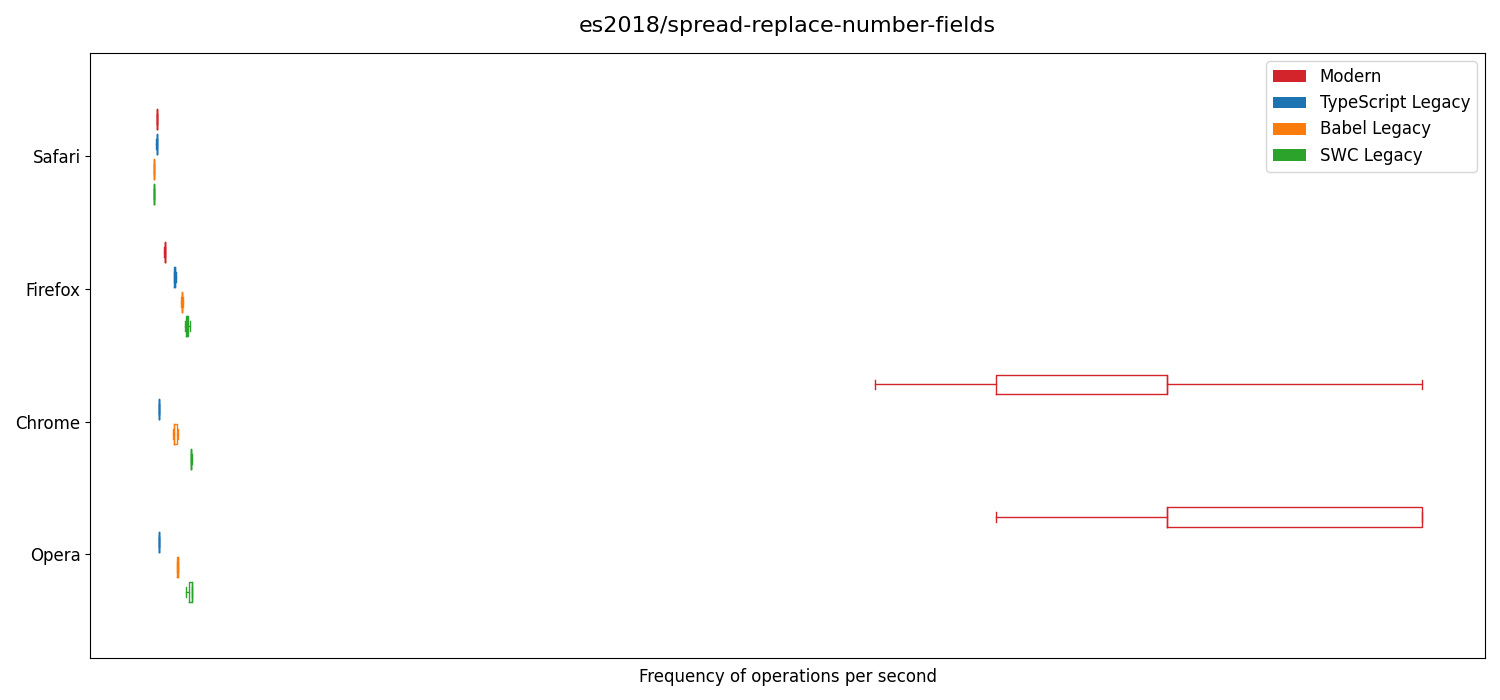 es2018/spread-replace-number-fields
Modern
TypeScript Legacy
Babel Legacy
SWC Legacy
Safari
Firefox
Chrome
Opera
Frequency of operations per second